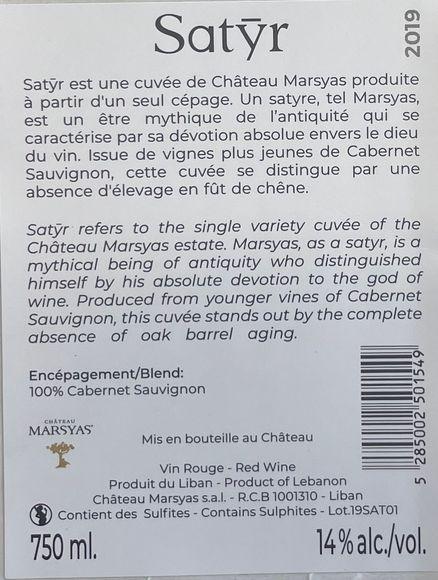 Satȳr
2019
Satȳr est une cuvée de Château Marsyas produite
à partir d'un seul cépage. Un satyre, tel Marsyas,
est un être mythique de l'antiquité qui se
caractérise par sa dévotion absolue envers le dieu
du vin. Issue de vignes plus jeunes de Cabernet
Sauvignon, cette cuvée se distingue par une
absence d'élevage en fût de chêne.
Satȳr refers to the single variety cuvée of the
Château Marsyas estate. Marsyas, as a satyr, is a
mythical being of antiquity who distinguished
himself by his absolute devotion to the god of
wine. Produced from younger vines of Cabernet
Sauvignon, this cuvée stands out by the complete
absence of oak barrel aging.
Encépagement/Blend:
100% Cabernet Sauvignon
5 285002 501549
CHÂTEAU
MARSYAS
Mis en bouteille au Château
Vin Rouge - Red Wine
Produit du Liban - Product of Lebanon
Château Marsyas s.a.l. - R.C.B 1001310 - Liban
Contient des Sulfites - Contains Sulphites - Lot.19SAT01
750 ml.
14%alc./vol.